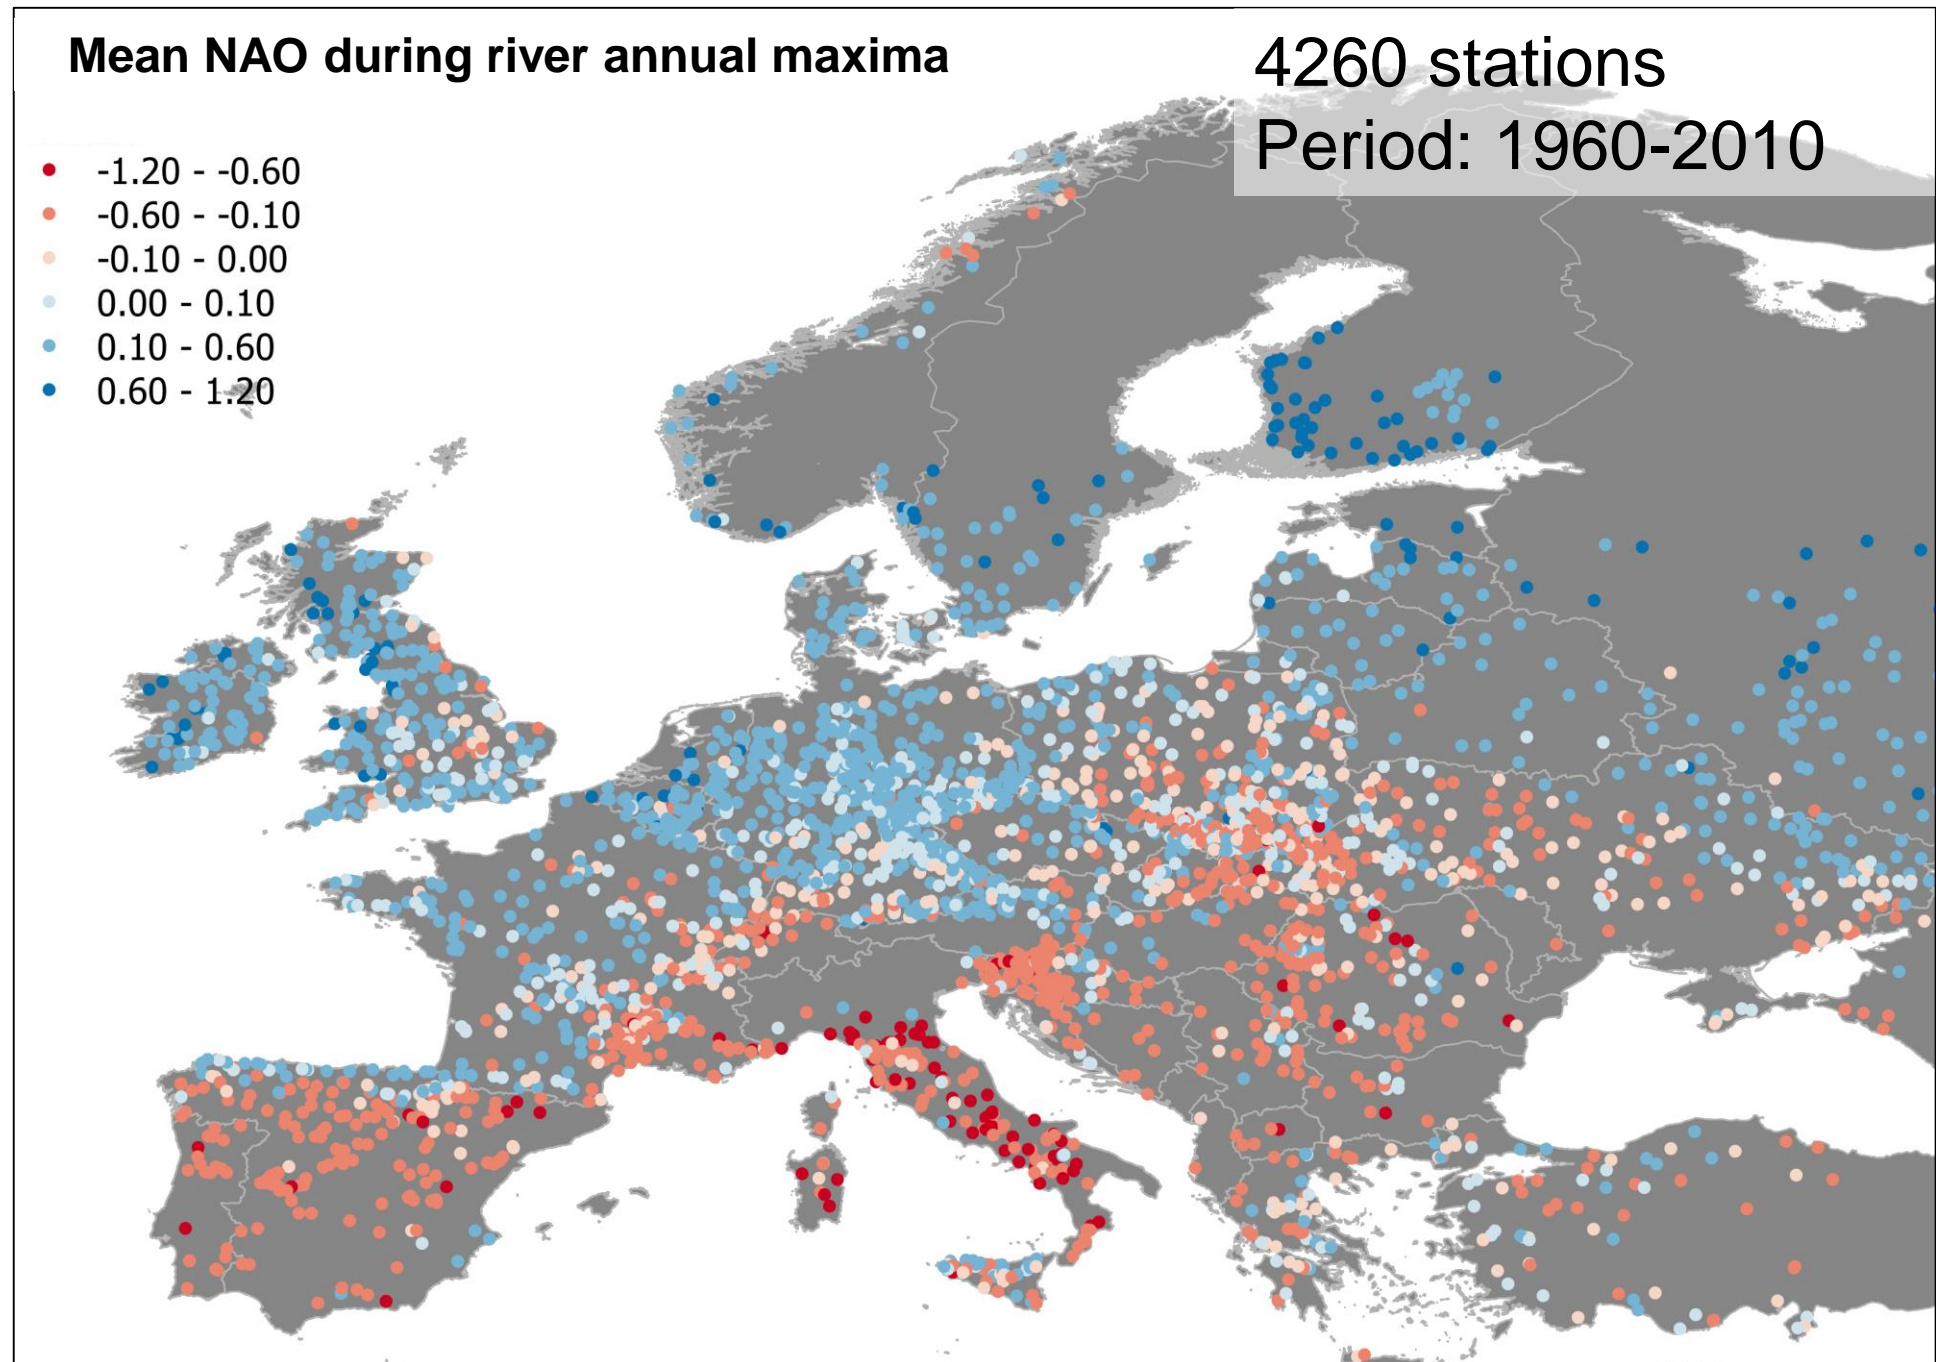 Mean NAO during river annual maxima
4260 stations
Period: 1960-2010
-1.20 - -0.60
-0.60 - -0.10
-0.10 - 0.00
0.00 - 0.10
0.10 - 0.60
0.60 - 1.20